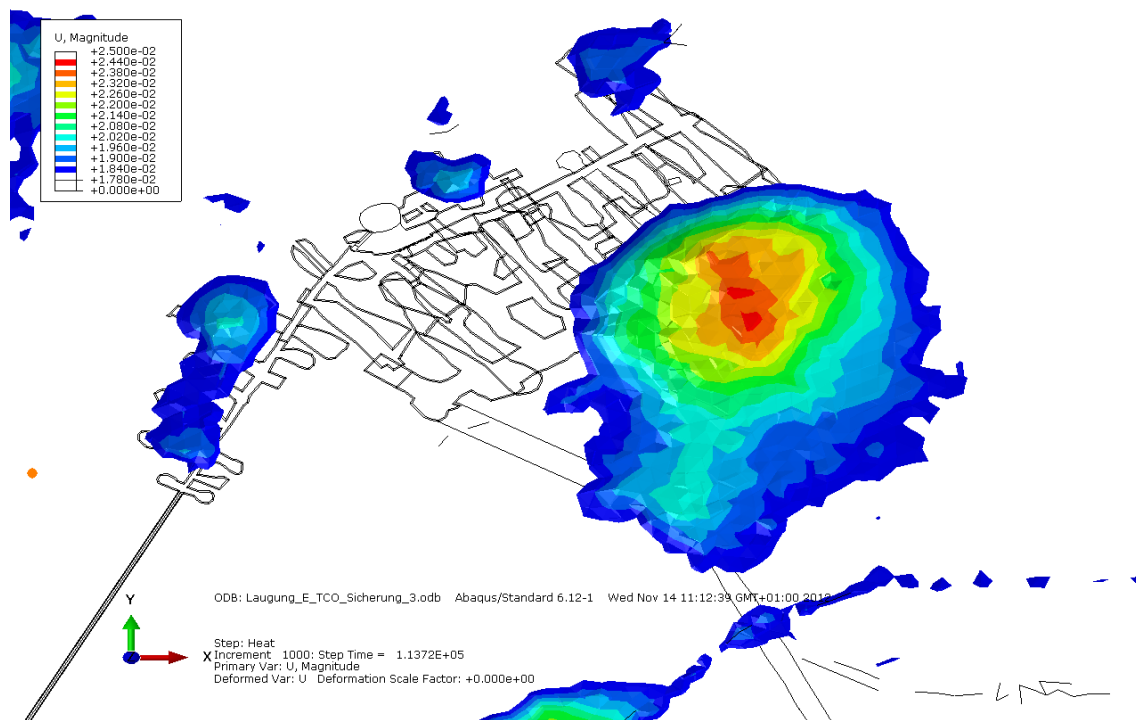 U, Magnitude
+2.500e-02
+2.440e-02
+2.380e-02
+2.320e-02
+2.260e-02
+2.200e-02
+2.140e-02
+2.080e-02
+2.020e-02
+1.960e-02
+1.900e-02
+1.840e-02
+1.780e-02
+0.000e+00
ODB: Laugung_E_TCO_Sicherung_3.odb Abaqus/Standard 6.12-1 Wed Nov 14 11:12:39 GMT+01:00
Y
X
Step: Heat
Increment 1000: Step Time = 1.1372E+05
Primary Var: U, Magnitude
Deformed Var: U Deformation Scale Factor: +0.000e+00